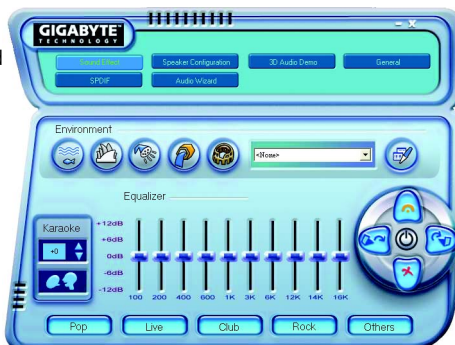 GIGABYTE™
TECHNOLOGY
Sound Effect
Speaker Configuration
3D Audio Demo
General
SPDIF
Audio Wizard
Environment
<None>
Equalizer
Karaoke
+0
+12dB
+6dB
0dB
-6dB
-12dB
100 200 400 600 1K 3K 6K 12K 14K 16K
Pop
Live
Club
Rock
Others